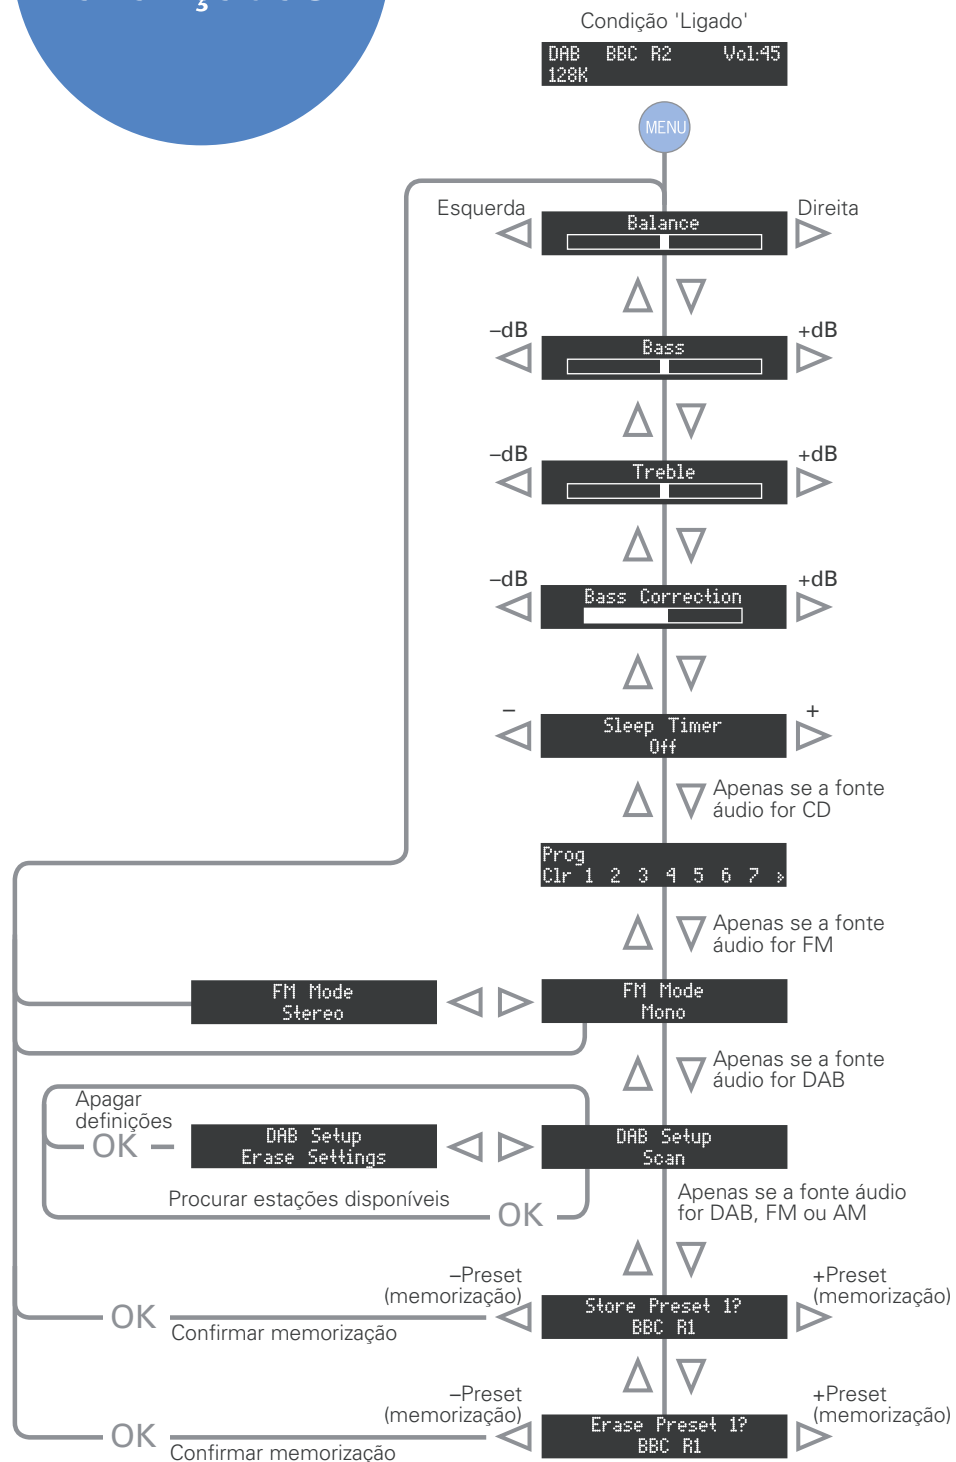 Condição 'Ligado'
DAB BBC R2 Vol:45
128K
MENU
Esquerda
Balance
Direita
–dB
Bass
+dB
–dB
Treble
+dB
–dB
Bass Correction
+dB
–
Sleep Timer
Off
+
Apenas se a fonte
áudio for CD
Prog
Clr 1 2 3 4 5 6 7 »
Apenas se a fonte
áudio for FM
FM Mode
Stereo
FM Mode
Mono
Apenas se a fonte
áudio for DAB
Apagar
definições
OK
DAB Setup
Erase Settings
DAB Setup
Scan
Procurar estações disponíveis
OK
Apenas se a fonte áudio
for DAB, FM ou AM
–Preset
(memorização)
+Preset
(memorização)
OK
Confirmar memorização
Store Preset 1?
BBC R1
–Preset
(memorização)
+Preset
(memorização)
OK
Confirmar memorização
Erase Preset 1?
BBC R1